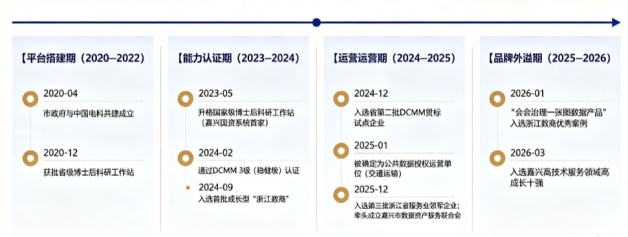 【平台搭建期（2020—2022）
2020-04
市政府与中国电科共建成立
2020-12
获批省级博士后科研工作站
【能力认证期（2023—2024）
2023-05
升格国家级博士后科研工作站
（嘉兴国资系统首家）
2024-02
通过DCMM 3级（稳健级）认证
2024-09
入选首批成长型“浙江数商”
【运营运营期（2024—2025）
2024-12
入选省第二批DCMM贯标
试点企业
2025-01
被确定为公共数据授权运营单
位（交通运输）
2025-12
入选第三批浙江省服务业领军企业；
牵头成立嘉兴市数据资产服务联合会
【品牌外溢期（2025—2026）
2026-01
“会会治理一张图数据产品”
入选浙江数商优秀案例
2026-03
入选嘉兴高技术服务领域高
成长十强